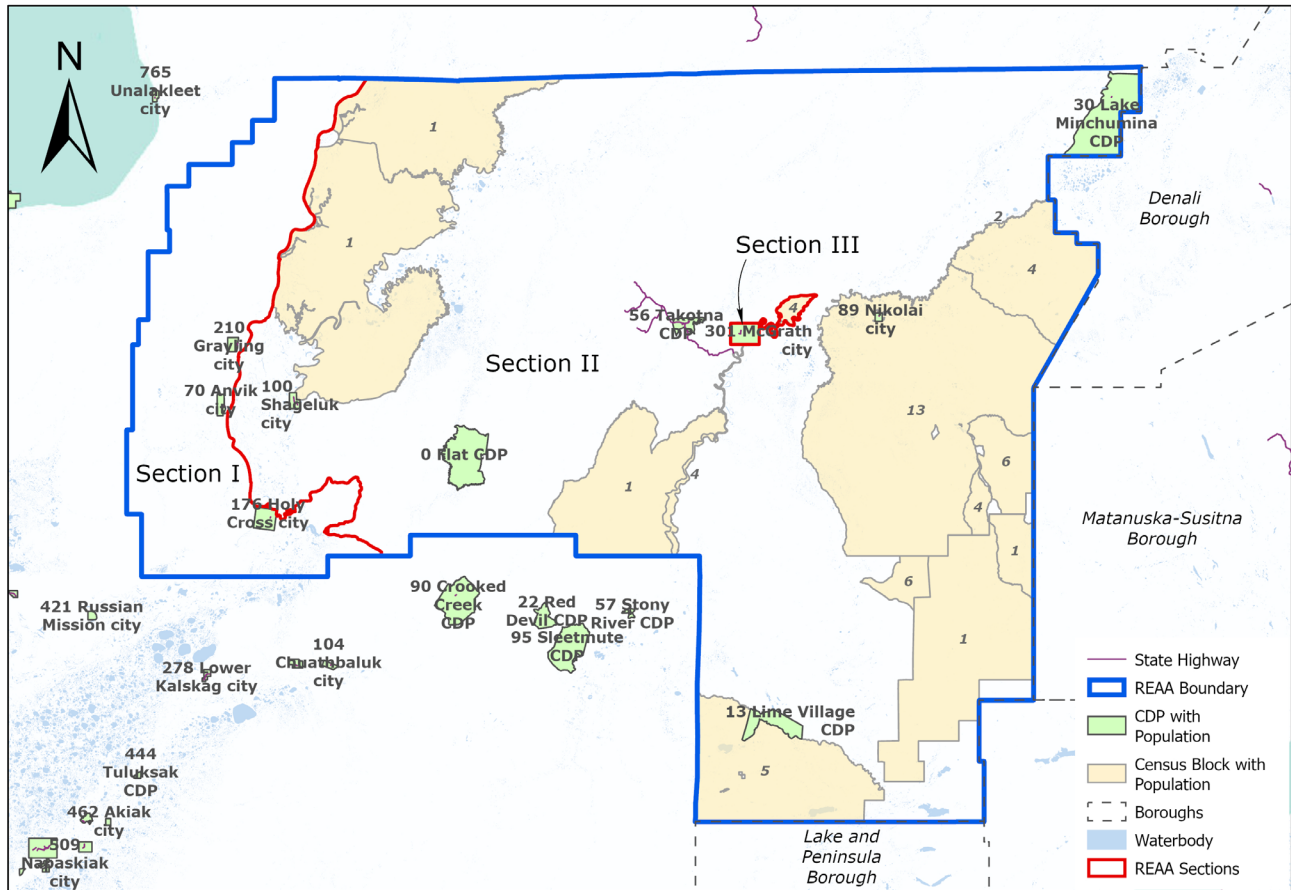 N
765
Unalakleet
city
1
30 Lake
Minchumina
CDP
Denali
Borough
2
4
1
Section III
4
56 Takotna
CDP
301 McGrath
city
89 Nikolai
city
210
Grayling
city
Section II
70 Anvik
city
100
Shageluk
city
13
0 Flat CDP
6
Section I
1
4
4
176 Holy
Cross city
1
Matanuska-Susitna
Borough
6
1
90 Crooked
Creek
CDP
22 Red
Devil CDP
57 Stony
River CDP
95 Sleetmute
CDP
421 Russian
Mission city
104
Chuathbaluk
city
278 Lower
Kalskag city
13 Lime Village
CDP
5
444
Tuluksak
CDP
462 Akiak
city
509
Napaskiak
city
Lake and
Peninsula
Borough
State Highway
REAA Boundary
CDP with
Population
Census Block with
Population
Boroughs
Waterbody
REAA Sections